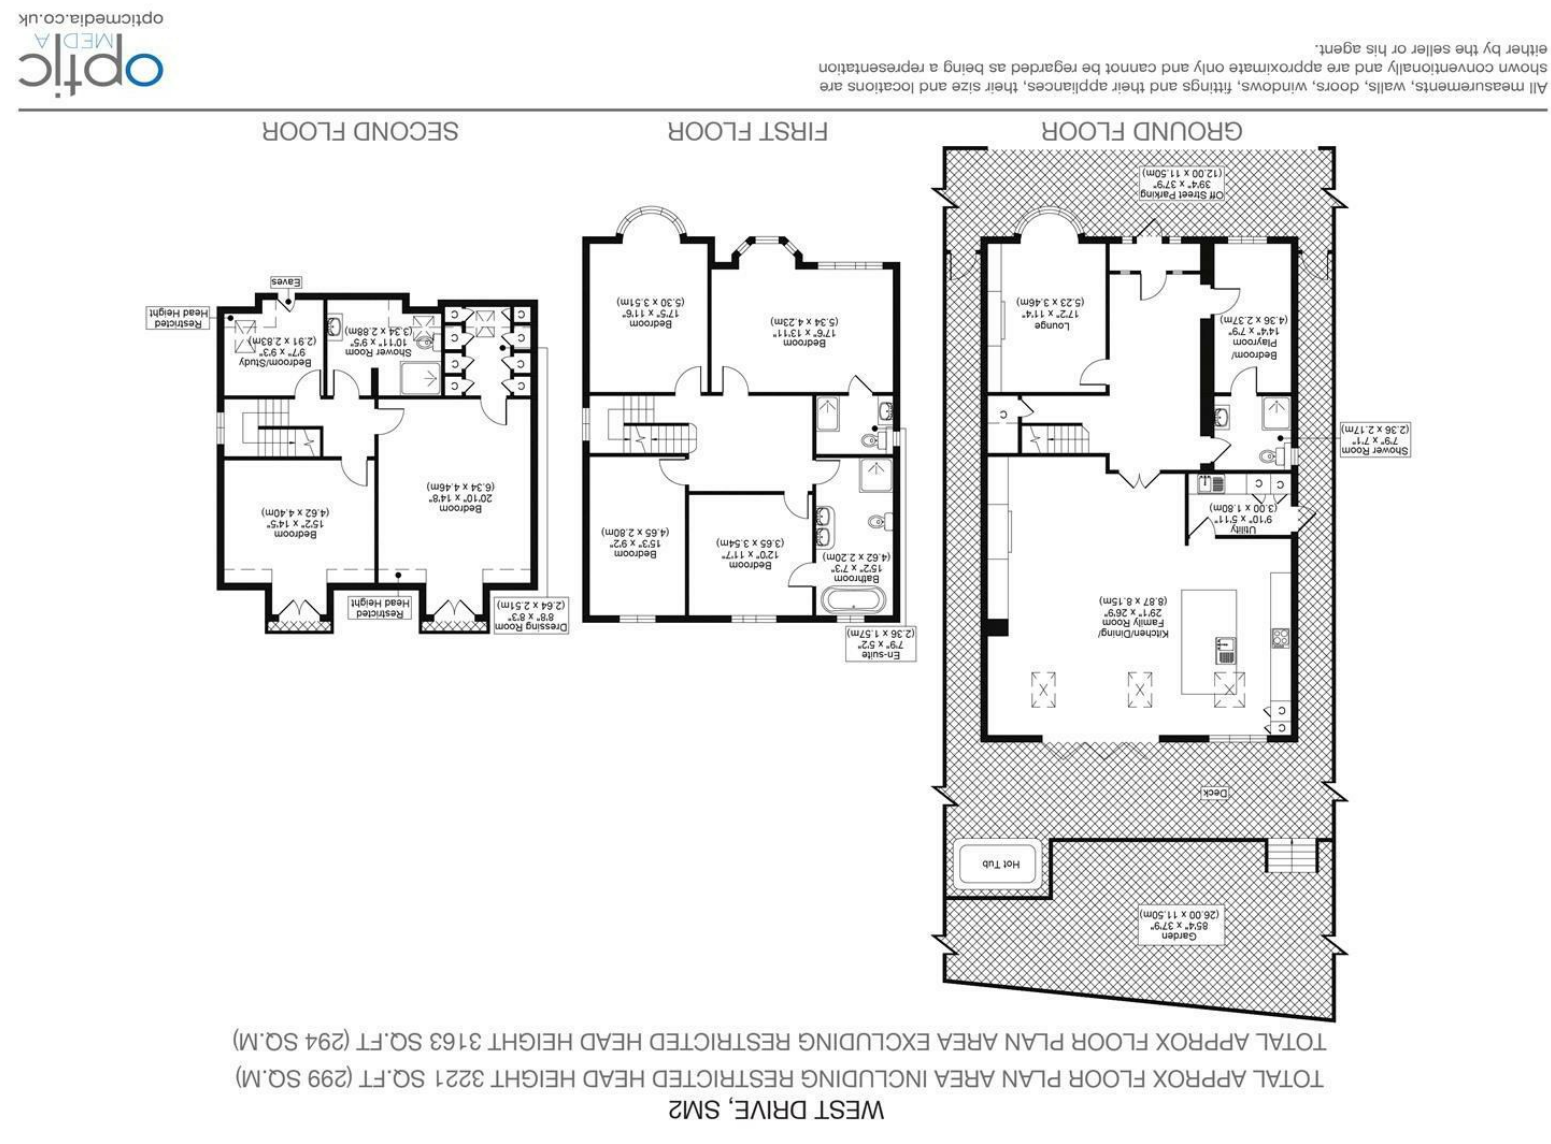 WEST DRIVE, SM2
TOTAL APPROX FLOOR PLAN AREA INCLUDING RESTRICTED HEAD HEIGHT 3221 SQ.FT (299 SQ.M)
TOTAL APPROX FLOOR PLAN AREA EXCLUDING RESTRICTED HEAD HEIGHT 3163 SQ.FT (294 SQ.M)
Garden
85'4" x 37'9"
(26.00 x 11.50m)
Hot Tub
Deck
C
C
Kitchen/Dining/
Family Room
29'1" x 26'9"
(8.87 x 8.15m)
Utility
9'10" x 5'11"
(3.00 x 1.80m)
C
C
Shower Room
7'9" x 7'1"
(2.36 x 2.17m)
C
Bedroom/
Playroom
14'4" x 7'9"
(4.36 x 2.37m)
Lounge
17'2" x 11'4"
(5.23 x 3.46m)
Off Street Parking
39'4" x 37'9"
(12.00 x 11.50m)
GROUND FLOOR
En-suite
7'9" x 5'2"
(2.36 x 1.57m)
Bathroom
15'2" x 7'3"
(4.62 x 2.20m)
Bedroom
12'0" x 11'7"
(3.65 x 3.54m)
Bedroom
15'3" x 9'2"
(4.65 x 2.80m)
Bedroom
17'6" x 13'11"
(5.34 x 4.23m)
Bedroom
17'5" x 11'6"
(5.30 x 3.51m)
FIRST FLOOR
Dressing Room
8'8" x 8'3"
(2.64 x 2.51m)
Restricted
Head Height
Bedroom
20'10" x 14'8"
(6.34 x 4.46m)
Bedroom
15'2" x 14'5"
(4.62 x 4.40m)
C
C
C
C
C
C
C
C
Shower Room
10'11" x 9'5"
(3.34 x 2.88m)
Bedroom/Study
9'7" x 9'3"
(2.91 x 2.83m)
Restricted
Head Height
Eaves
SECOND FLOOR
All measurements, walls, doors, windows, fittings and their appliances, their size and locations are
shown conventionally and are approximate only and cannot be regarded as being a representation
either by the seller or his agent.
optic
MEDIA
opticmedia.co.uk